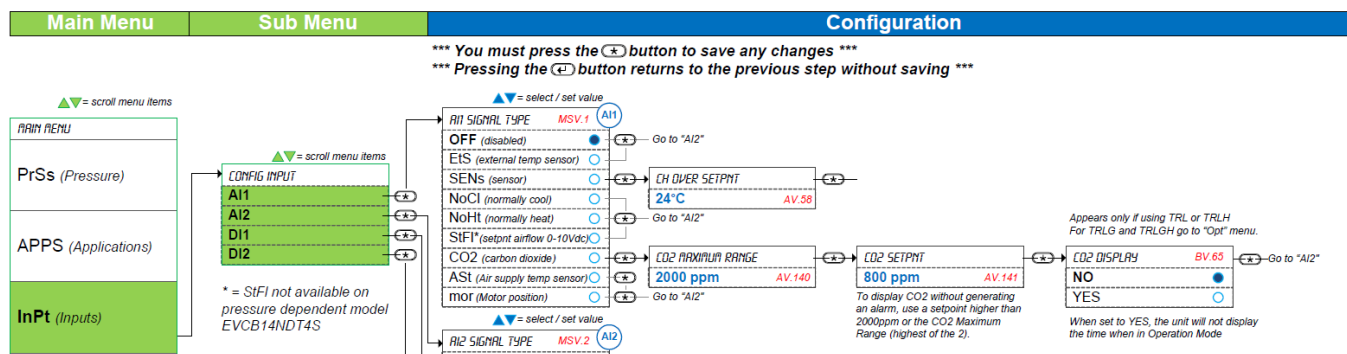 Main Menu
Sub Menu
Configuration
*** You must press the * button to save any changes ***
*** Pressing the ↵ button returns to the previous step without saving ***
▲▼= scroll menu items
MAIN MENU
PrSs (Pressure)
APPS (Applications)
InPt (Inputs)
▲▼= scroll menu items
CONFIG INPUT
AI1 *
AI2 *
DI1 *
DI2 *
* = StFl not available on
pressure dependent model
EVCB14NDT4S
▲▼= select / set value
AI1 SIGNAL TYPE MSV.1 AI1
OFF (disabled) * Go to "AI2"
EtS (external temp sensor)
SENs (sensor) *
NoCl (normally cool)
NoHt (normally heat) * Go to "AI2"
StFl*(setpnt airflow 0-10Vdc)
CO2 (carbon dioxide) *
ASt (Air supply temp sensor) *
mor (Motor position) * Go to "AI2"
CH OVER SETPNT *
24°C AV.58
CO2 MAXIMUM RANGE *
2000 ppm AV.140
CO2 SETPNT *
800 ppm AV.141
To display CO2 without generating
an alarm, use a setpoint higher than
2000ppm or the CO2 Maximum
Range (highest of the 2).
Appears only if using TRL or TRLH
For TRLG and TRLGH go to "Opt" menu.
CO2 DISPLAY BV.65 * Go to "AI2"
NO
YES
When set to YES, the unit will not display
the time when in Operation Mode
▲▼= select / set value
AI2 SIGNAL TYPE MSV.2 AI2